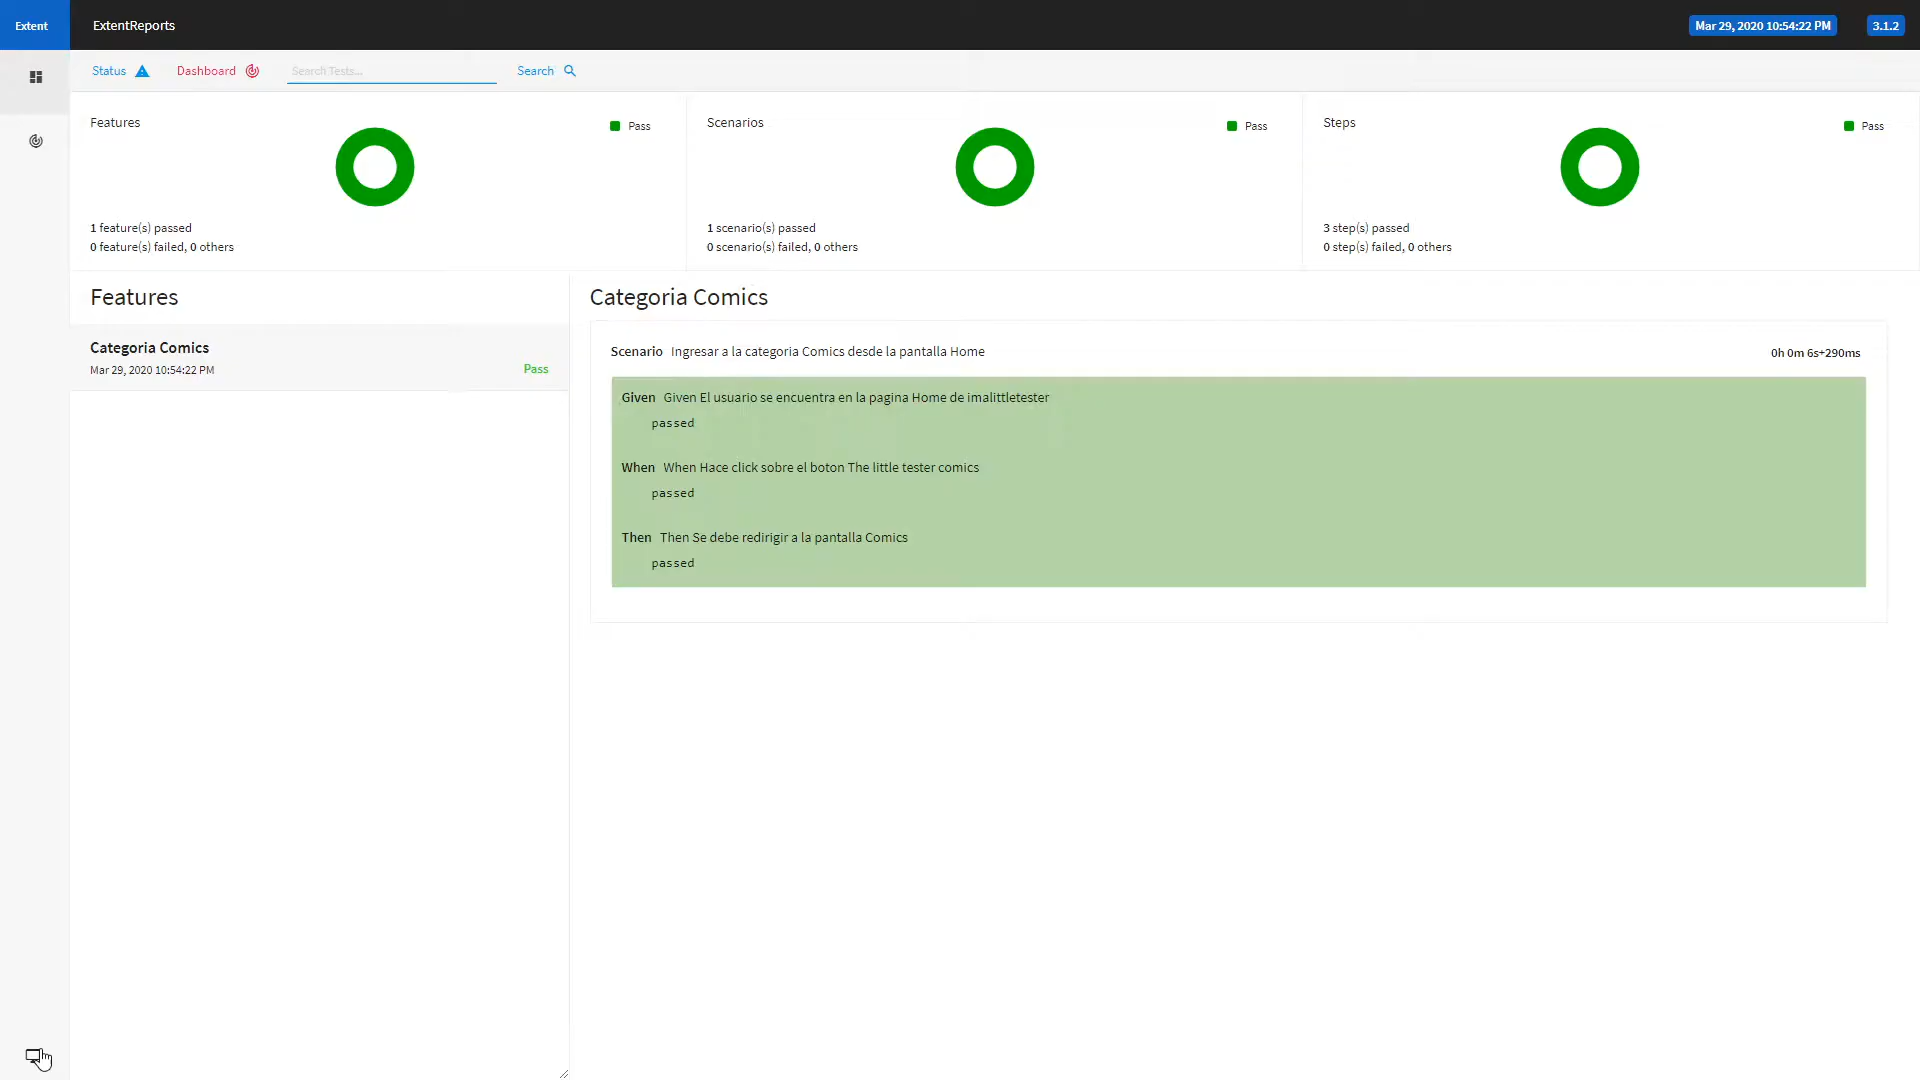 Extent
ExtentReports
Mar 29, 2020 10:54:22 PM
3.1.2
Status
Dashboard
Search Tests...
Search
Features
Pass
1 feature(s) passed
0 feature(s) failed, 0 others
Scenarios
Pass
1 scenario(s) passed
0 scenario(s) failed, 0 others
Steps
Pass
3 step(s) passed
0 step(s) failed, 0 others
Features
Categoria Comics
Mar 29, 2020 10:54:22 PM
Pass
Categoria Comics
Scenario Ingresar a la categoria Comics desde la pantalla Home
0h 0m 6s+290ms
Given Given El usuario se encuentra en la pagina Home de imalittletester
passed
When When Hace click sobre el boton The little tester comics
passed
Then Then Se debe redirigir a la pantalla Comics
passed